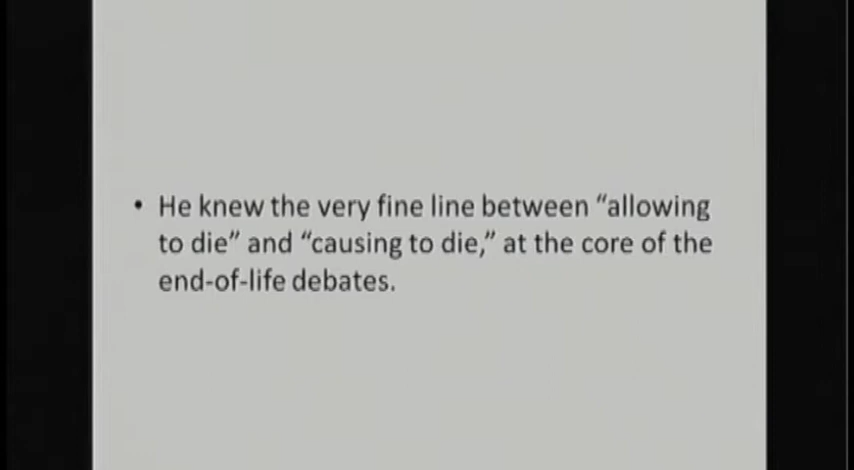 • He knew the very fine line between “allowing
to die” and “causing to die,” at the core of the
end-of-life debates.